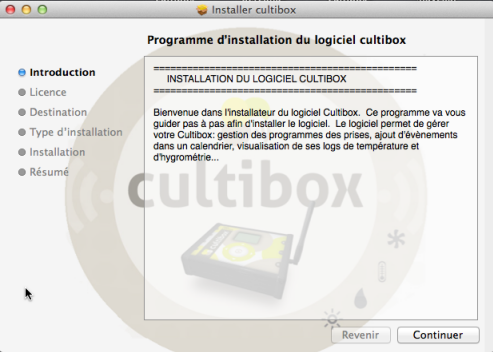 Installer cultibox
Programme d'installation du logiciel cultibox
Introduction
Licence
Destination
Type d'installation
Installation
Résumé
================================================
INSTALLATION DU LOGICIEL CULTIBOX
================================================
Bienvenue dans l'installateur du logiciel Cultibox.  Ce programme va vous
guider pas à pas afin d'installer le logiciel.  Le logiciel permet de gérer
votre Cultibox: gestion des programmes des prises, ajout d'évènements
dans un calendrier, visualisation de ses logs de température et
d'hygrométrie...
cultibox
Revenir
Continuer